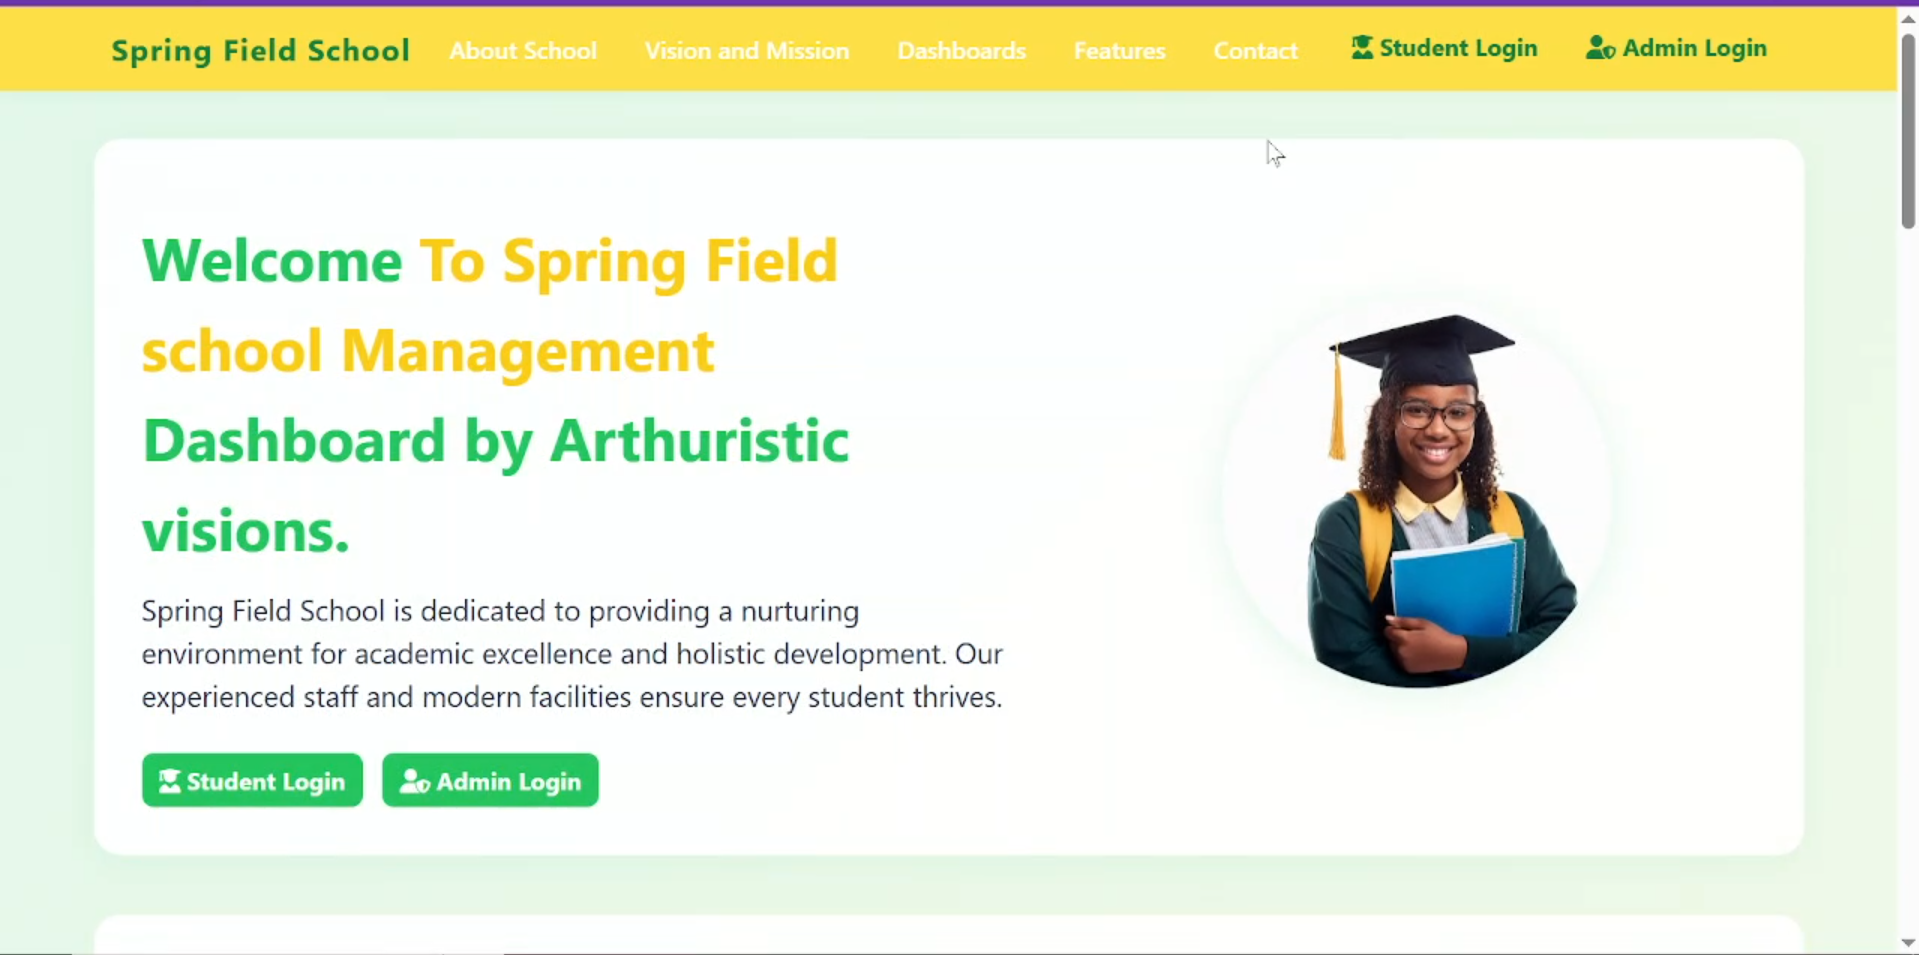 Spring Field School About School Vision and Mission Dashboards Features Contact Student Login Admin Login
Welcome To Spring Field
school Management
Dashboard by Arthuristic
visions.
Spring Field School is dedicated to providing a nurturing
environment for academic excellence and holistic development. Our
experienced staff and modern facilities ensure every student thrives.
Student Login Admin Login